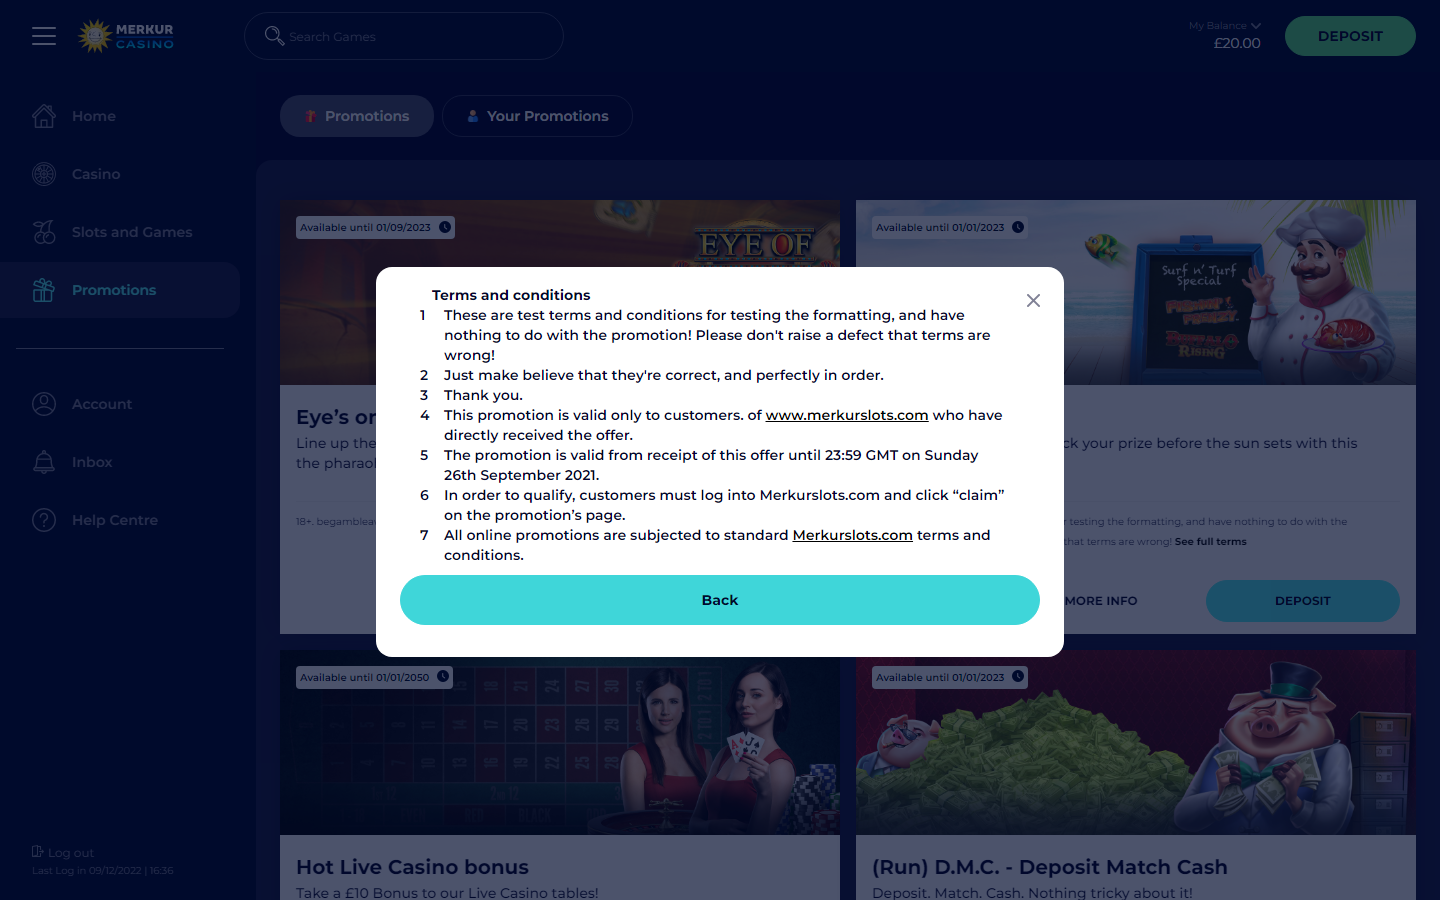 MERKUR
CASINO
Search Games
My Balance
£20.00
DEPOSIT
Home
Casino
Slots and Games
Promotions
Account
Inbox
Help Centre
Log out
Last Log in 09/12/2022 | 16:36
Promotions
Your Promotions
Available until 01/09/2023
EYE OF
Available until 01/01/2023
Surf n' Turf
Special
RISING
Terms and conditions
1 These are test terms and conditions for testing the formatting, and have
nothing to do with the promotion! Please don't raise a defect that terms are
wrong!
2 Just make believe that they're correct, and perfectly in order.
3 Thank you.
4 This promotion is valid only to customers. of www.merkurslots.com who have
directly received the offer.
5 The promotion is valid from receipt of this offer until 23:59 GMT on Sunday
26th September 2021.
6 In order to qualify, customers must log into Merkurslots.com and click “claim”
on the promotion’s page.
7 All online promotions are subjected to standard Merkurslots.com terms and
conditions.
Back
Eye’s or
Line up the
the pharaoh
18+. begambleaw
ck your prize before the sun sets with this
r testing the formatting, and have nothing to do with the
that terms are wrong! See full terms
MORE INFO
DEPOSIT
Available until 01/01/2050
Hot Live Casino bonus
Take a £10 Bonus to our Live Casino tables!
Available until 01/01/2023
(Run) D.M.C. - Deposit Match Cash
Deposit. Match. Cash. Nothing tricky about it!